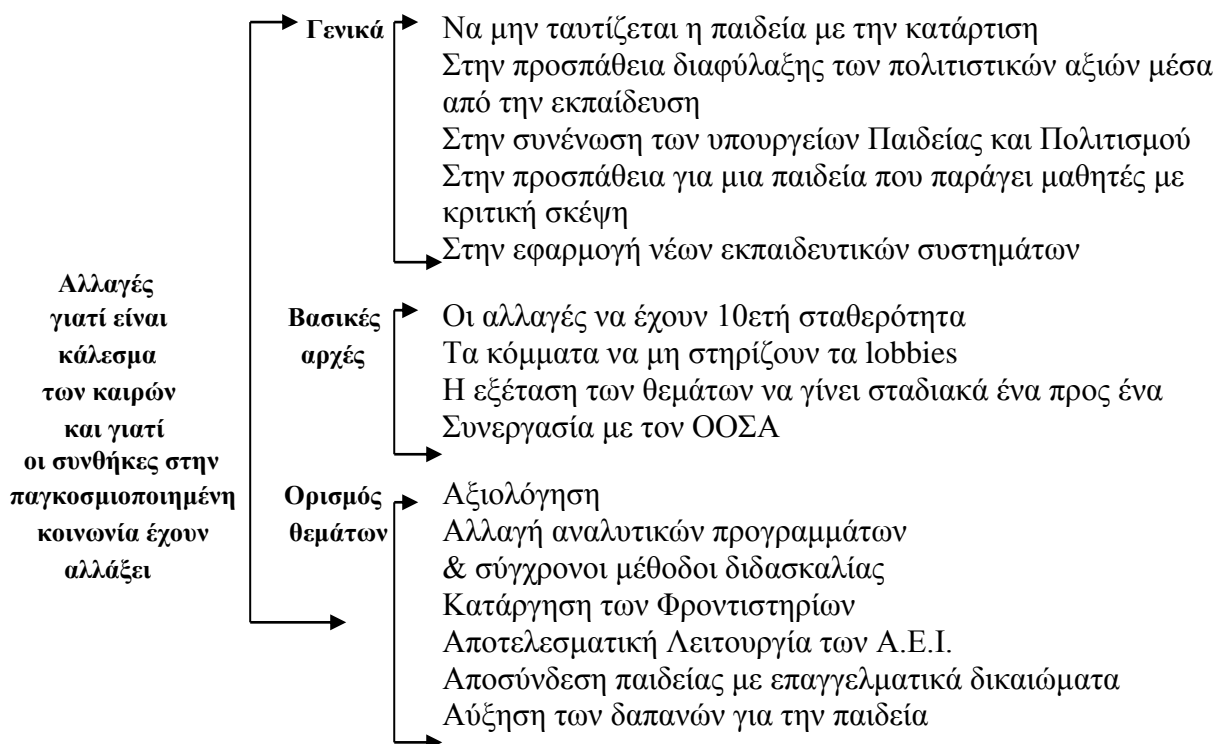 Γενικά
Να μην ταυτίζεται η παιδεία με την κατάρτιση
Στην προσπάθεια διαφύλαξης των πολιτιστικών αξιών μέσα
από την εκπαίδευση
Στην συνένωση των υπουργείων Παιδείας και Πολιτισμού
Στην προσπάθεια για μια παιδεία που παράγει μαθητές με
κριτική σκέψη
Στην εφαρμογή νέων εκπαιδευτικών συστημάτων
Αλλαγές
γιατί είναι
κάλεσμα
των καιρών
και γιατί
οι συνθήκες στην
παγκοσμιοποιημένη
κοινωνία έχουν
αλλάξει
Βασικές
αρχές
Οι αλλαγές να έχουν 10ετή σταθερότητα
Τα κόμματα να μη στηρίζουν τα lobbies
Η εξέταση των θεμάτων να γίνει σταδιακά ένα προς ένα
Συνεργασία με τον ΟΟΣΑ
Ορισμός
θεμάτων
Αξιολόγηση
Αλλαγή αναλυτικών προγραμμάτων
& σύγχρονοι μέθοδοι διδασκαλίας
Κατάργηση των Φροντιστηρίων
Αποτελεσματική Λειτουργία των Α.Ε.Ι.
Αποσύνδεση παιδείας με επαγγελματικά δικαιώματα
Αύξηση των δαπανών για την παιδεία